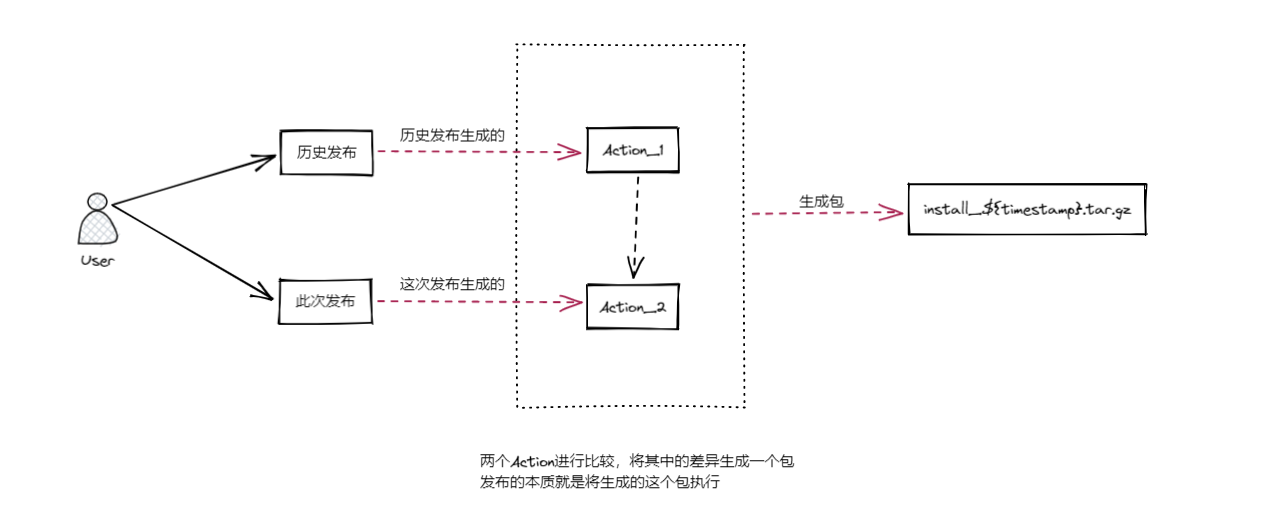 历史发布生成的
历史发布
Action_1
生成包
install_${timestamp}.tar.gz
User
这次发布生成的
此次发布
Action_2
两个Action进行比较，将其中的差异生成一个包
发布的本质就是将生成的这个包执行